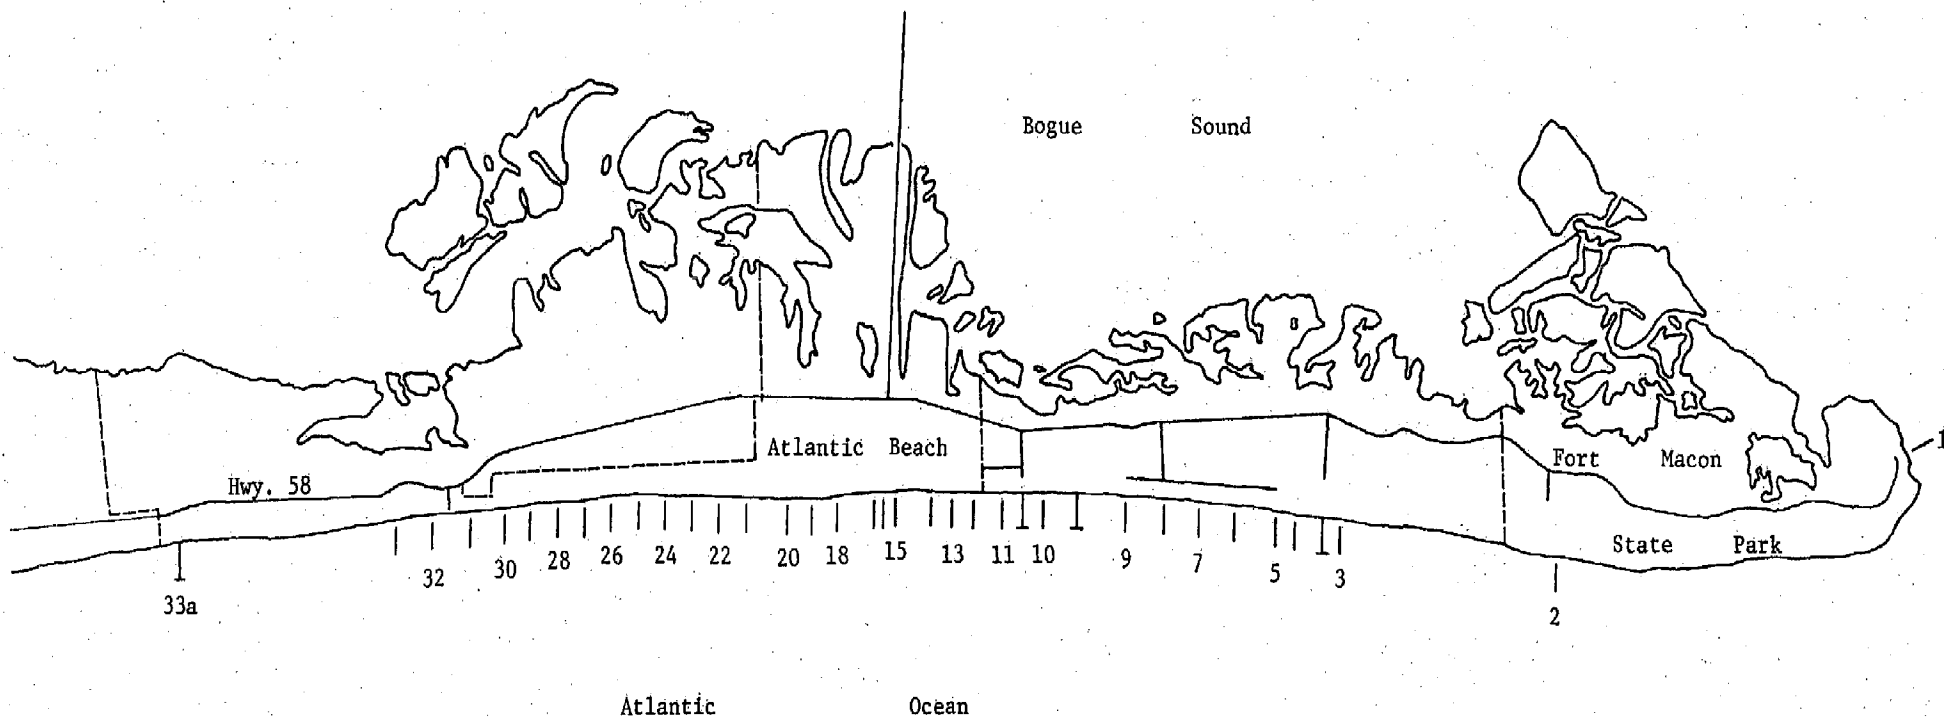 Bogue Sound
Atlantic Beach
Fort Macon
1
Hwy. 58
State Park
32
30
28
26
24
22
20
18
15
13
11
10
9
7
5
3
33a
2
Atlantic Ocean